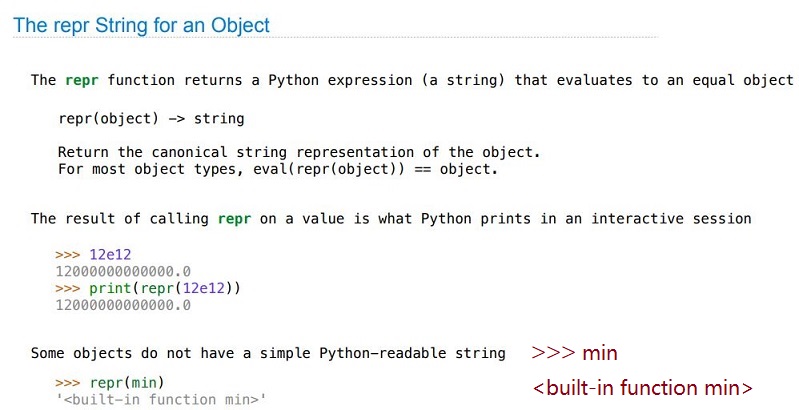 The repr String for an Object
The repr function returns a Python expression (a string) that evaluates to an equal object
repr(object) -> string
Return the canonical string representation of the object.
For most object types, eval(repr(object)) == object.
The result of calling repr on a value is what Python prints in an interactive session
>>> 12e12
12000000000000.0
>>> print(repr(12e12))
12000000000000.0
Some objects do not have a simple Python-readable string
>>> repr(min)
'<built-in function min>'
>>> min
<built-in function min>